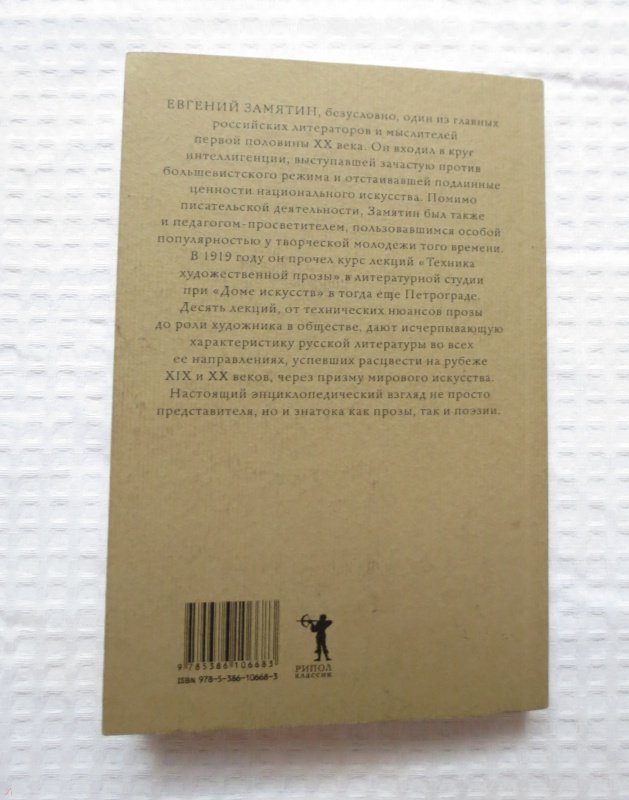 ЕВГЕНИЙ ЗАМЯТИН, безусловно, один из главных
российских литераторов и мыслителей
первой половины XX века. Он входил в круг
интеллигенции, выступавшей зачастую против
большевистского режима и отстаивавшей подлинные
ценности национального искусства. Помимо
писательской деятельности, Замятин был также
и педагогом-просветителем, пользовавшимся особой
популярностью у творческой молодежи того времени.
В 1919 году он прочел курс лекций «Техника
художественной прозы» в литературной студии
при «Доме искусств» в тогда еще Петрограде.
Десять лекций, от технических нюансов прозы
до роли художника в обществе, дают исчерпывающую
характеристику русской литературы во всех
ее направлениях, успевших расцвести на рубеже
XIX и XX веков, через призму мирового искусства.
Настоящий энциклопедический взгляд не просто
представителя, но и знатока как прозы, так и поэзии.
9 785386 106683
ISBN 978-5-386-10668-3
РИПОЛ
КЛАССИК